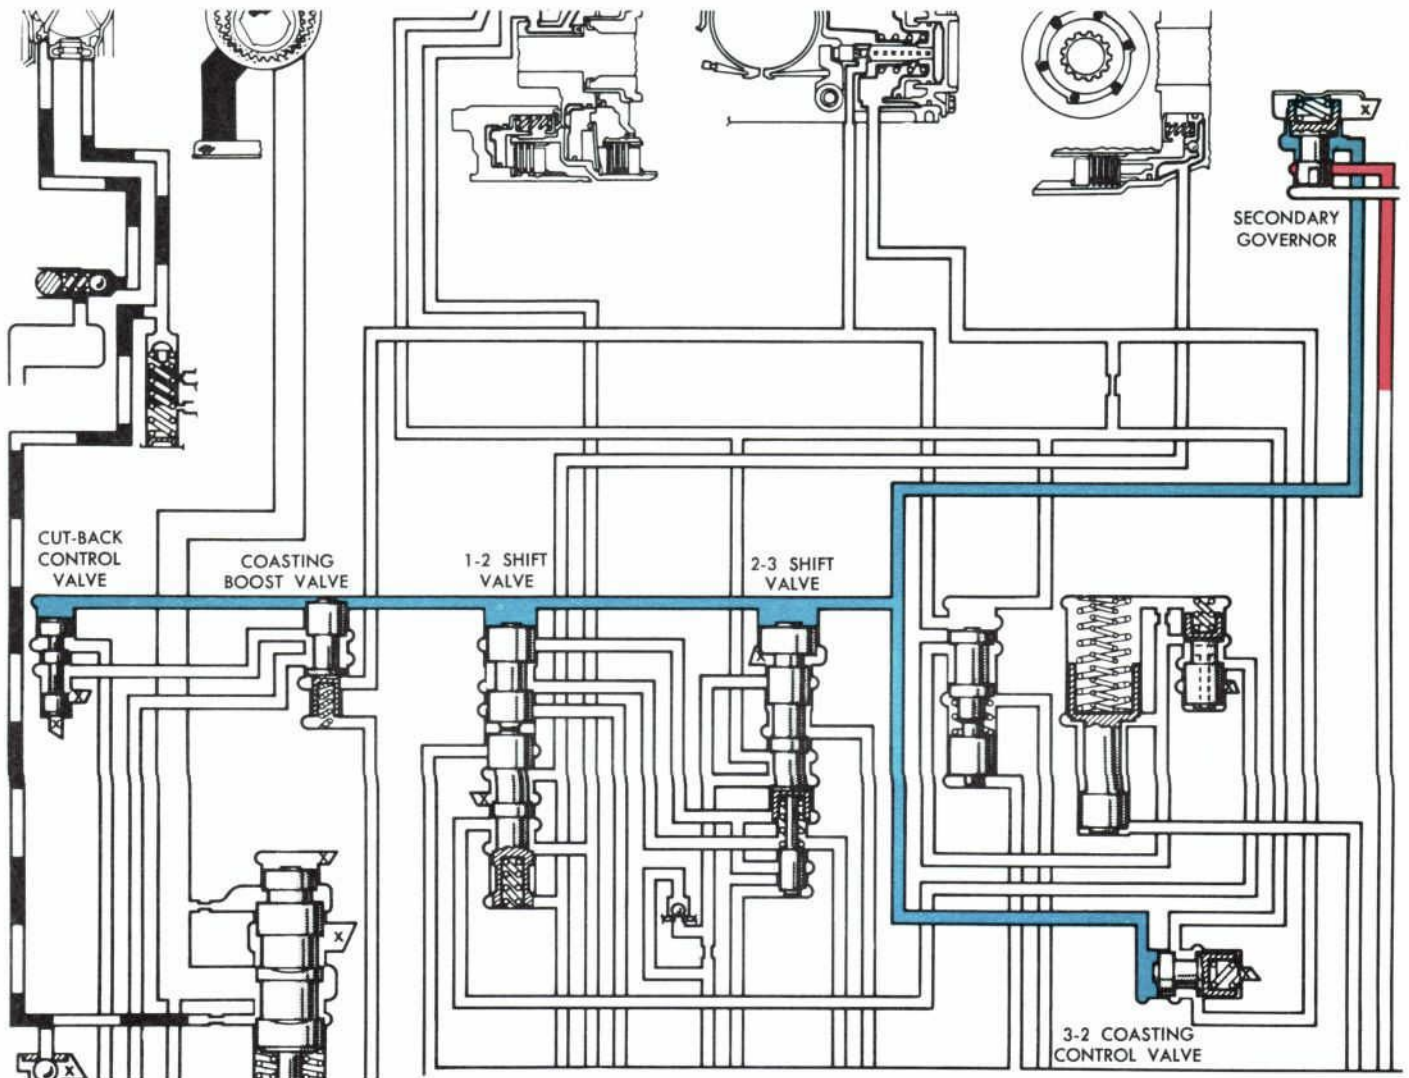 SECONDARY
GOVERNOR
X
CUT-BACK
CONTROL
VALVE
COASTING
BOOST VALVE
1-2 SHIFT
VALVE
2-3 SHIFT
VALVE
X
X
X
X
X
X
X
X
X
3-2 COASTING
CONTROL VALVE
X